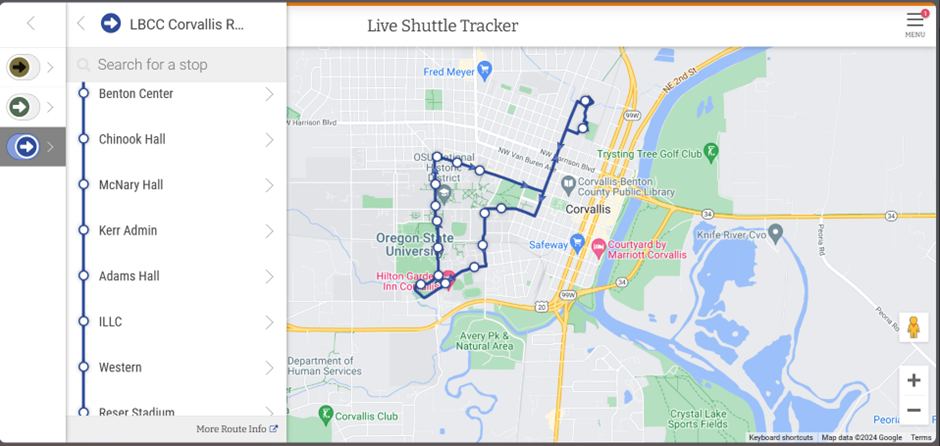 LBCC Corvallis R...
Live Shuttle Tracker
1
MENU
Search for a stop
Benton Center
Chinook Hall
McNary Hall
Kerr Admin
Adams Hall
ILLC
Western
Reser Stadium
More Route Info
Fred Meyer
NE 2nd St
99W
W Harrison Blvd
NW Van Buren Ave
NW Harrison Blvd
Trysting Tree Golf Club
Historic
District
Corvallis-Benton
County Public Library
Corvallis
34
34
Peoria Rd
Knife River Cvo
Oregon State
University
Safeway
Courtyard by
Marriott Corvallis
Hilton Garden
Inn
34
99W
20
Peoria Rd
Avery Pk &
Natural Area
Department of
Human Services
Corvallis Club
Crystal Lake
Sports Fields
Peoria
Keyboard shortcuts
Map data ©2024 Google
Terms